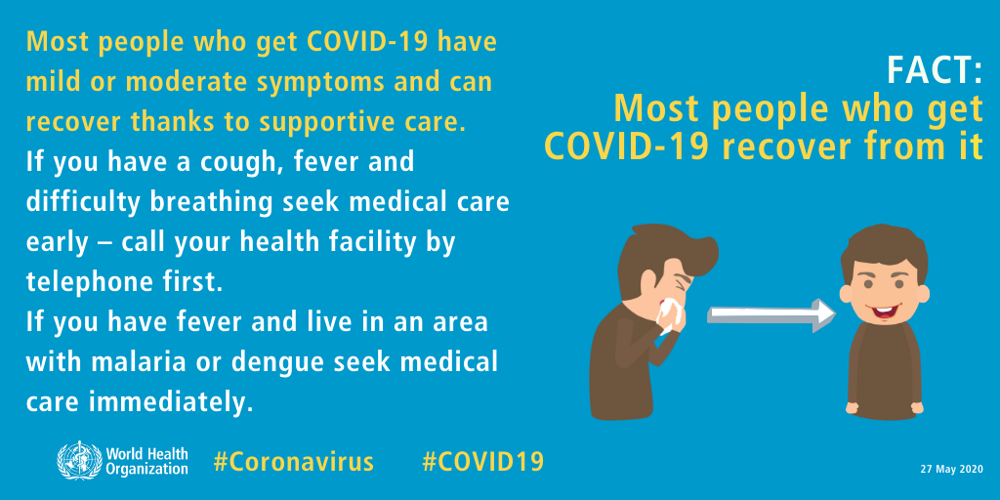 Most people who get COVID-19 have
mild or moderate symptoms and can
recover thanks to supportive care.
If you have a cough, fever and
difficulty breathing seek medical care
early – call your health facility by
telephone first.
If you have fever and live in an area
with malaria or dengue seek medical
care immediately.
FACT:
Most people who get
COVID-19 recover from it
World Health
Organization
#Coronavirus
#COVID19
27 May 2020